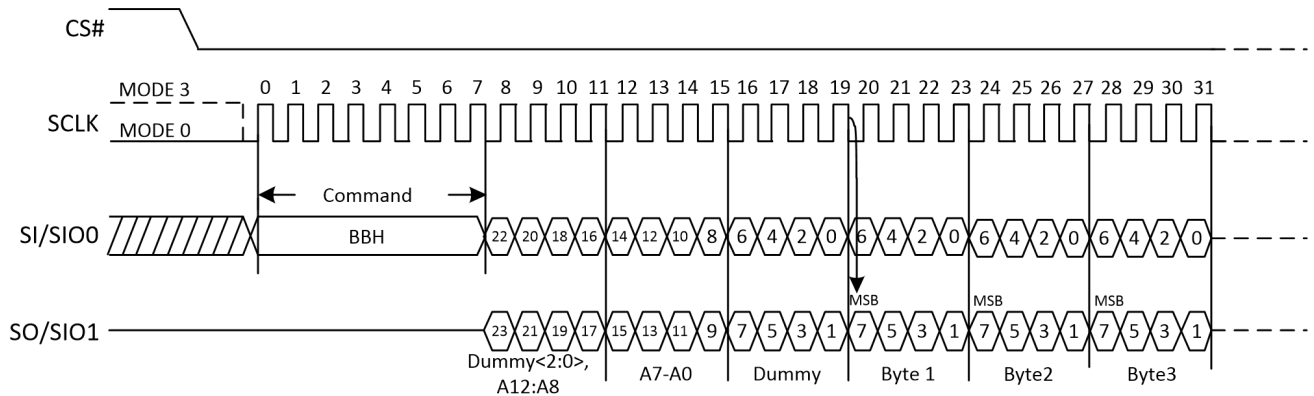 CS#
MODE 3
0 1 2 3 4 5 6 7 8 9 10 11 12 13 14 15 16 17 18 19 20 21 22 23 24 25 26 27 28 29 30 31
SCLK
MODE 0
Command
SI/SIO0
BBH
22 20 18 16 14 12 10 8 6 4 2 0 6 4 2 0 6 4 2 0 6 4 2 0
MSB MSB MSB
SO/SIO1
23 21 19 17 15 13 11 9 7 5 3 1 7 5 3 1 7 5 3 1 7 5 3 1
Dummy<2:0>,
A12:A8
A7-A0
Dummy
Byte 1
Byte2
Byte3